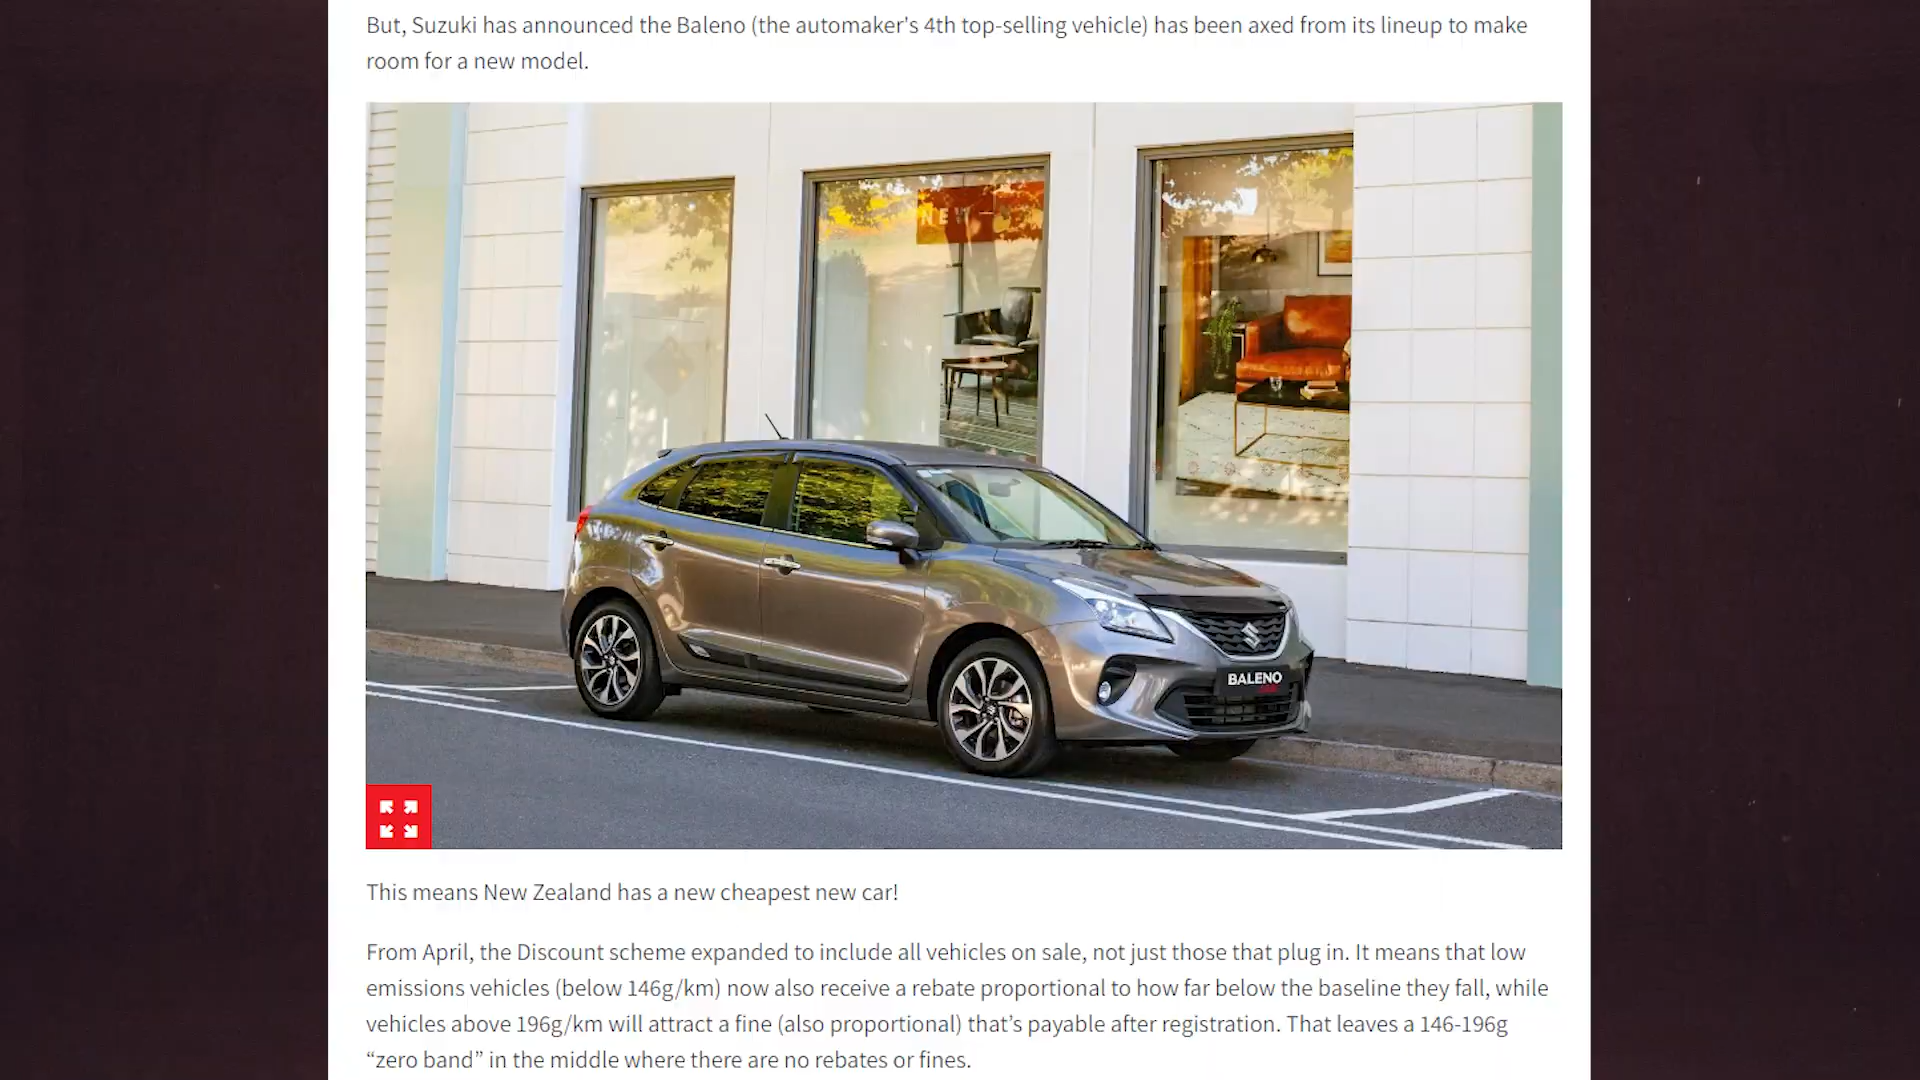 But, Suzuki has announced the Baleno (the automaker's 4th top-selling vehicle) has been axed from its lineup to make
room for a new model.
NEW
BALENO
This means New Zealand has a new cheapest new car!
From April, the Discount scheme expanded to include all vehicles on sale, not just those that plug in. It means that low
emissions vehicles (below 146g/km) now also receive a rebate proportional to how far below the baseline they fall, while
vehicles above 196g/km will attract a fine (also proportional) that’s payable after registration. That leaves a 146-196g
“zero band” in the middle where there are no rebates or fines.